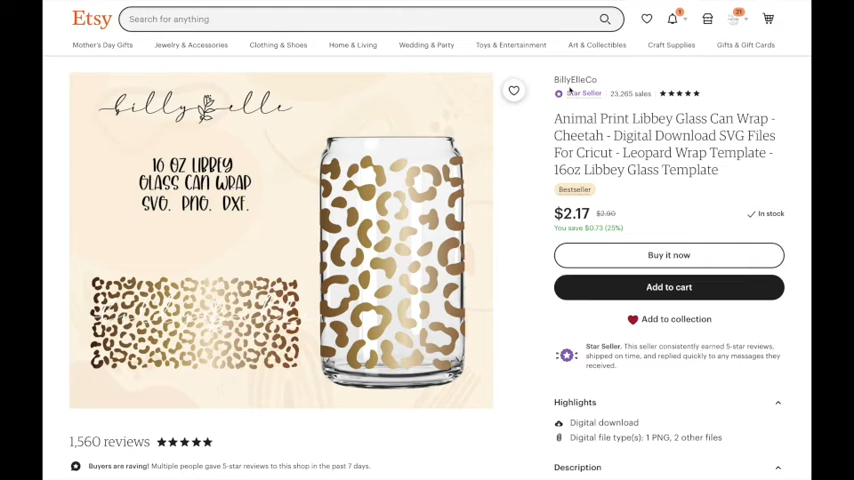 Etsy
Search for anything
1
21
Mother's Day Gifts
Jewelry & Accessories
Clothing & Shoes
Home & Living
Wedding & Party
Toys & Entertainment
Art & Collectibles
Craft Supplies
Gifts & Gift Cards
billy elle
16 OZ LIBBEY
GLASS CAN WRAP
SVG. PNG. DXF.
BillyElleCo
Star Seller
23,265 sales
Animal Print Libbey Glass Can Wrap -
Cheetah - Digital Download SVG Files
For Cricut - Leopard Wrap Template -
16oz Libbey Glass Template
Bestseller
$2.17 $2.90
In stock
You save $0.73 (25%)
Buy it now
Add to cart
Add to collection
Star Seller. This seller consistently earned 5-star reviews,
shipped on time, and replied quickly to any messages they
received.
Highlights
Digital download
Digital file type(s): 1 PNG, 2 other files
Description
1,560 reviews
Buyers are raving! Multiple people gave 5-star reviews to this shop in the past 7 days.